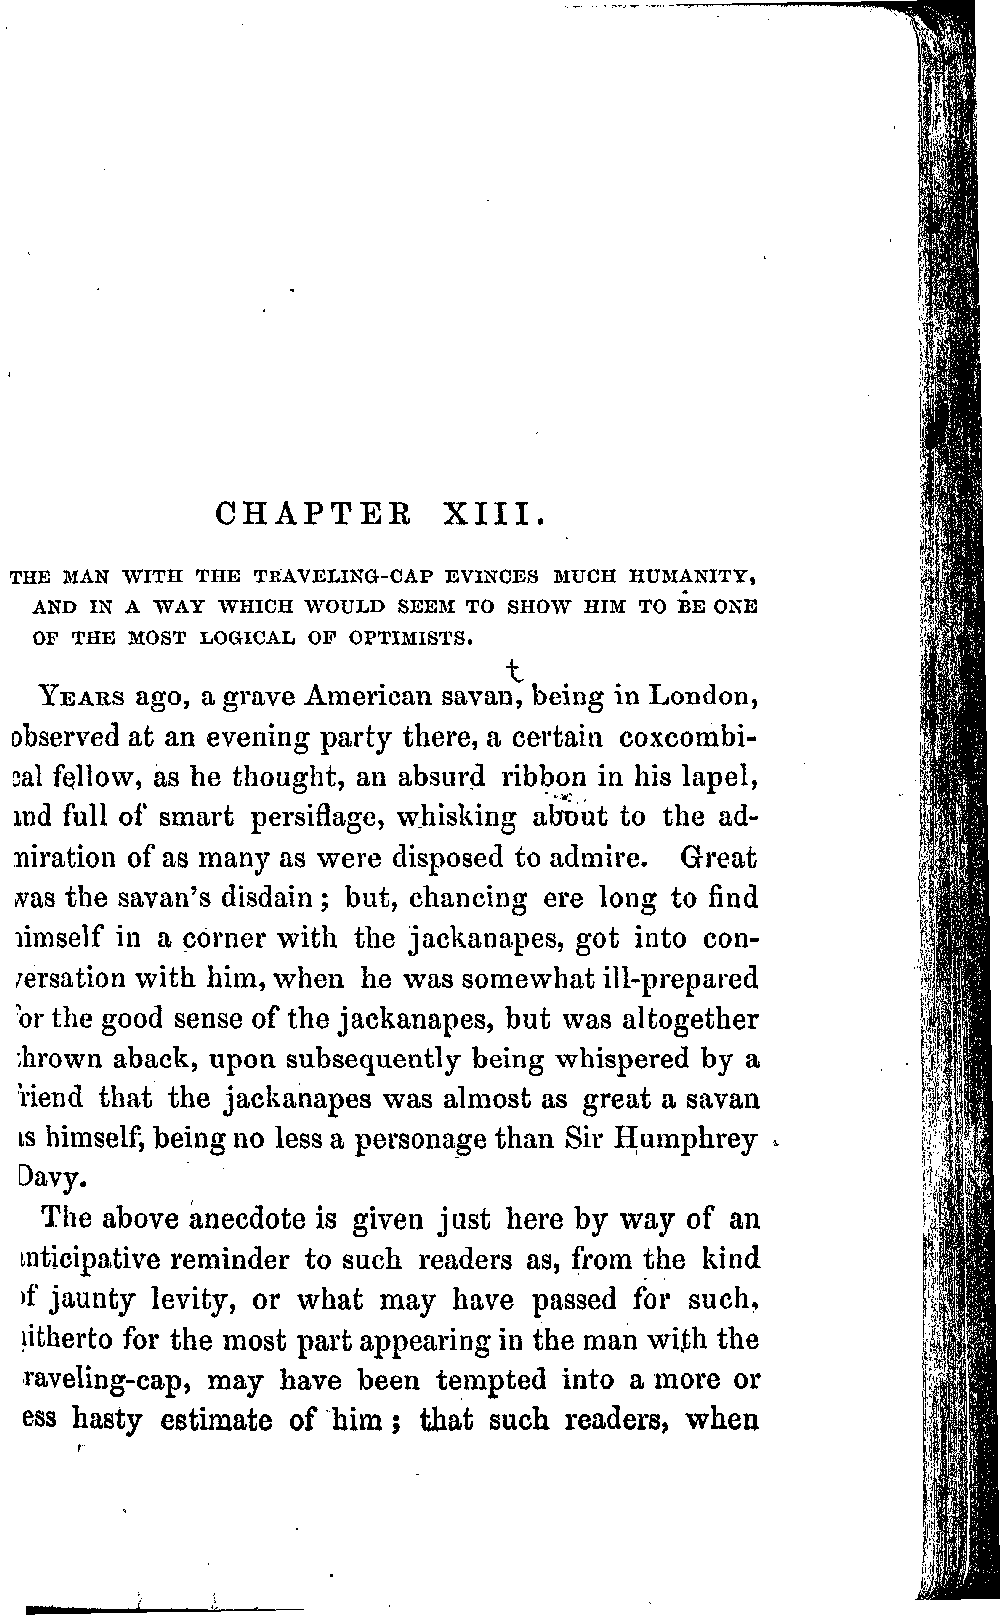 CHAPTER XIII.
THE MAN WITH THE TRAVELING-CAP EVINCES MUCH HUMANITY,
AND IN A WAY WHICH WOULD SEEM TO SHOW HIM TO BE ONE
OF THE MOST LOGICAL OF OPTIMISTS.
t
YEARS ago, a grave American savan, being in London,
observed at an evening party there, a certain coxcombi-
cal fellow, as he thought, an absurd ribbon in his lapel,
and full of smart persiflage, whisking about to the ad-
miration of as many as were disposed to admire. Great
was the savan's disdain; but, chancing ere long to find
himself in a corner with the jackanapes, got into con-
versation with him, when he was somewhat ill-prepared
for the good sense of the jackanapes, but was altogether
thrown aback, upon subsequently being whispered by a
friend that the jackanapes was almost as great a savan
as himself, being no less a personage than Sir Humphrey
Davy.
The above anecdote is given just here by way of an
anticipative reminder to such readers as, from the kind
of jaunty levity, or what may have passed for such,
hitherto for the most part appearing in the man with the
traveling-cap, may have been tempted into a more or
less hasty estimate of him; that such readers, when